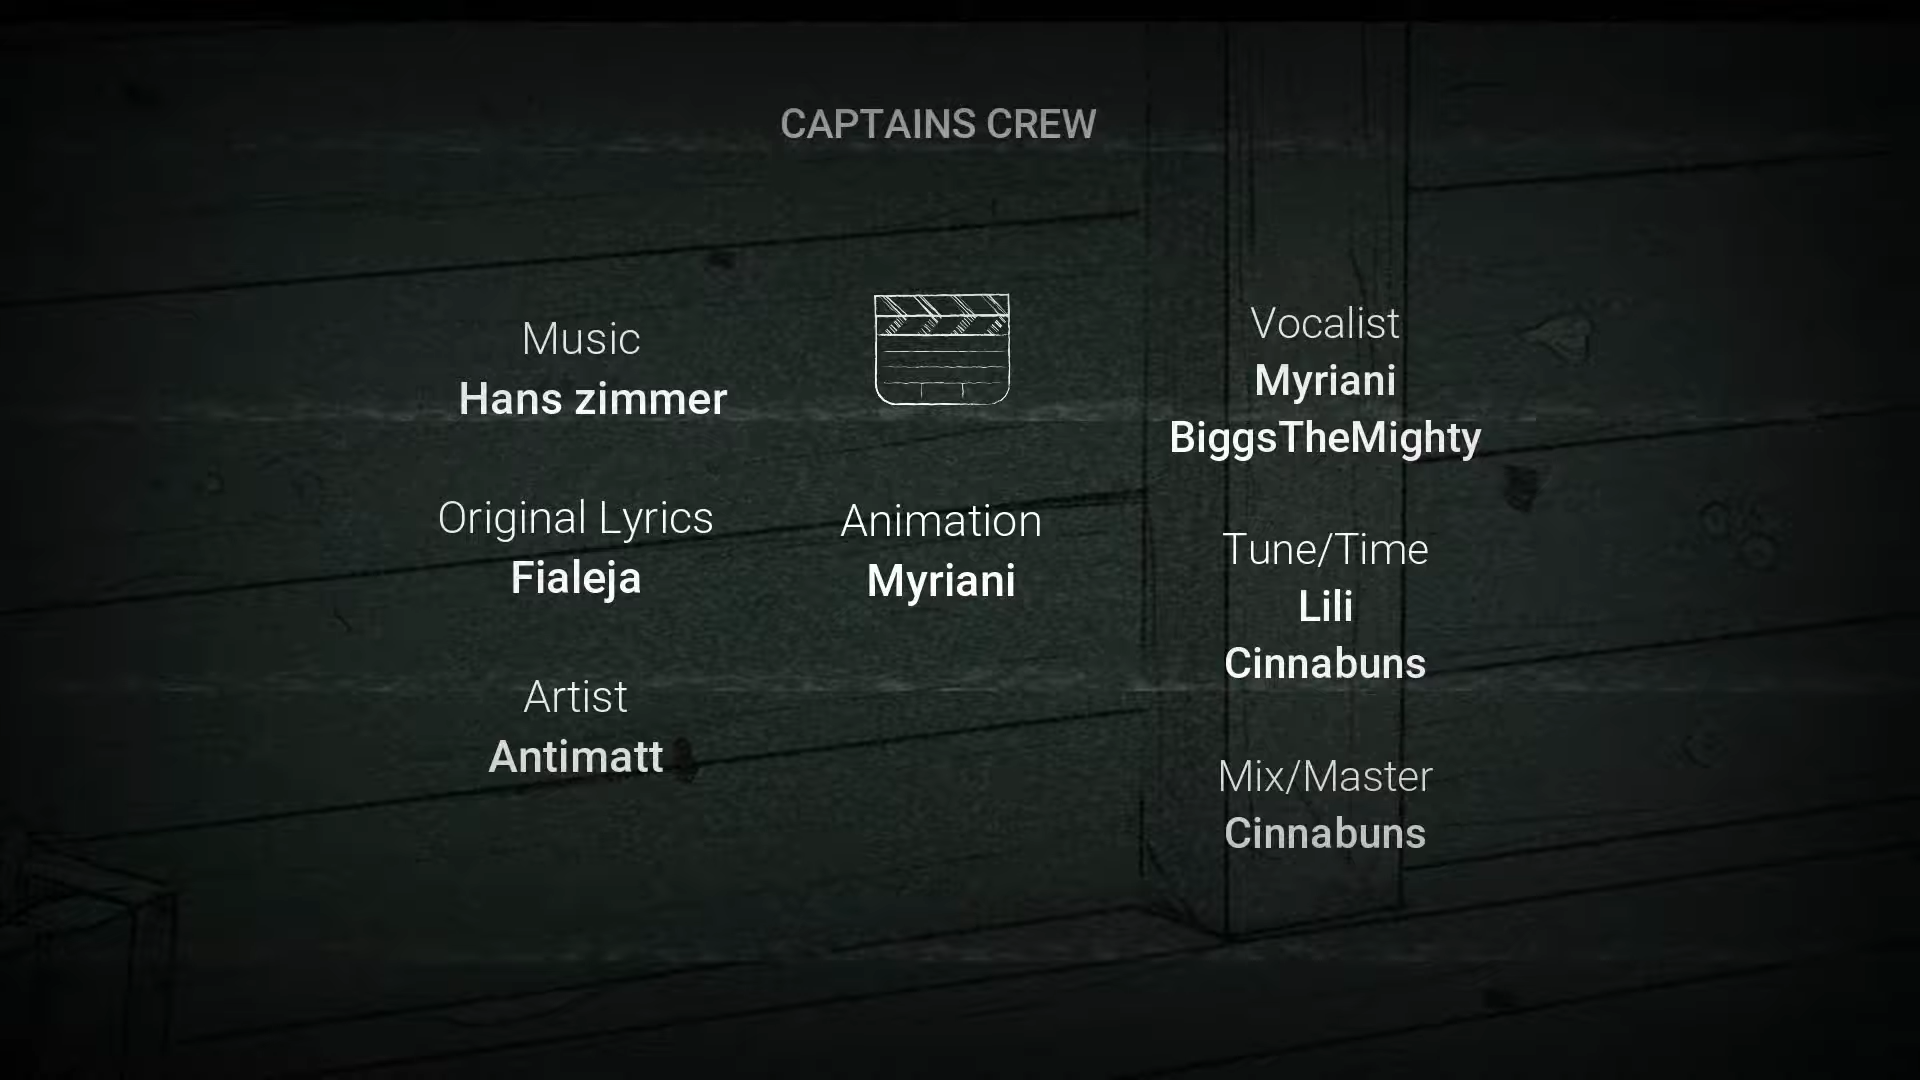 CAPTAINS CREW
Music
Hans zimmer
Original Lyrics
Fialeja
Artist
Antimatt
Animation
Myriani
Vocalist
Myriani
BiggsTheMighty
Tune/Time
Lili
Cinnabuns
Mix/Master
Cinnabuns